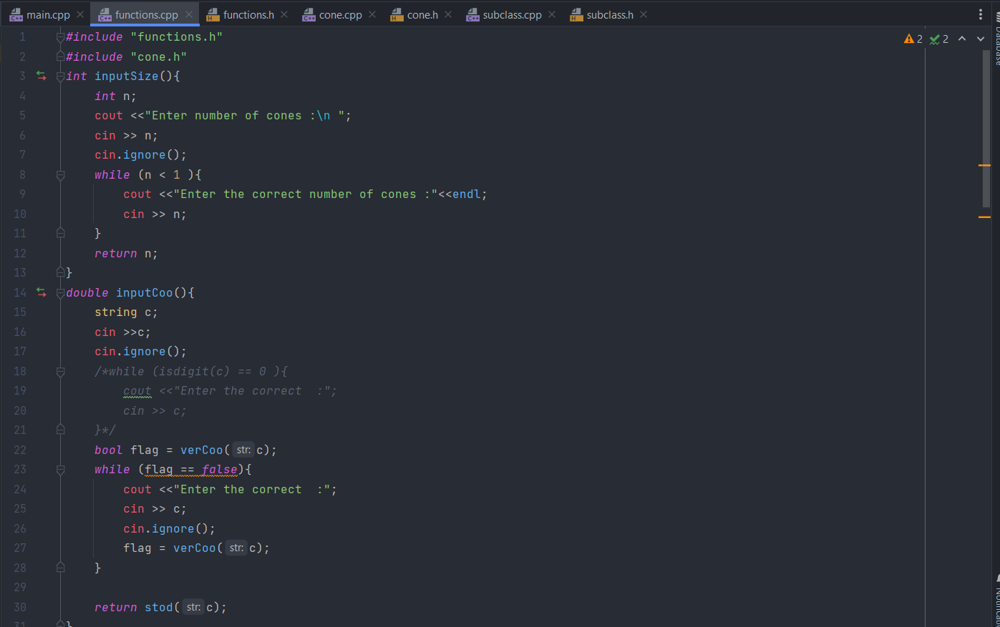 main.cpp functions.cpp functions.h cone.cpp cone.h subclass.cpp subclass.h
2 2
1 #include "functions.h"
2 #include "cone.h"
3 int inputSize(){
4     int n;
5     cout <<"Enter number of cones :\n ";
6     cin >> n;
7     cin.ignore();
8     while (n < 1 ){
9         cout <<"Enter the correct number of cones :"<<endl;
10         cin >> n;
11     }
12     return n;
13 }
14 double inputCoo(){
15     string c;
16     cin >>c;
17     cin.ignore();
18     /*while (isdigit(c) == 0 ){
19         cout <<"Enter the correct  :";
20         cin >> c;
21     }*/
22     bool flag = verCoo( str: c);
23     while (flag == false){
24         cout <<"Enter the correct  :";
25         cin >> c;
26         cin.ignore();
27         flag = verCoo( str: c);
28     }
29
30     return stod( str: c);
31 }
Database